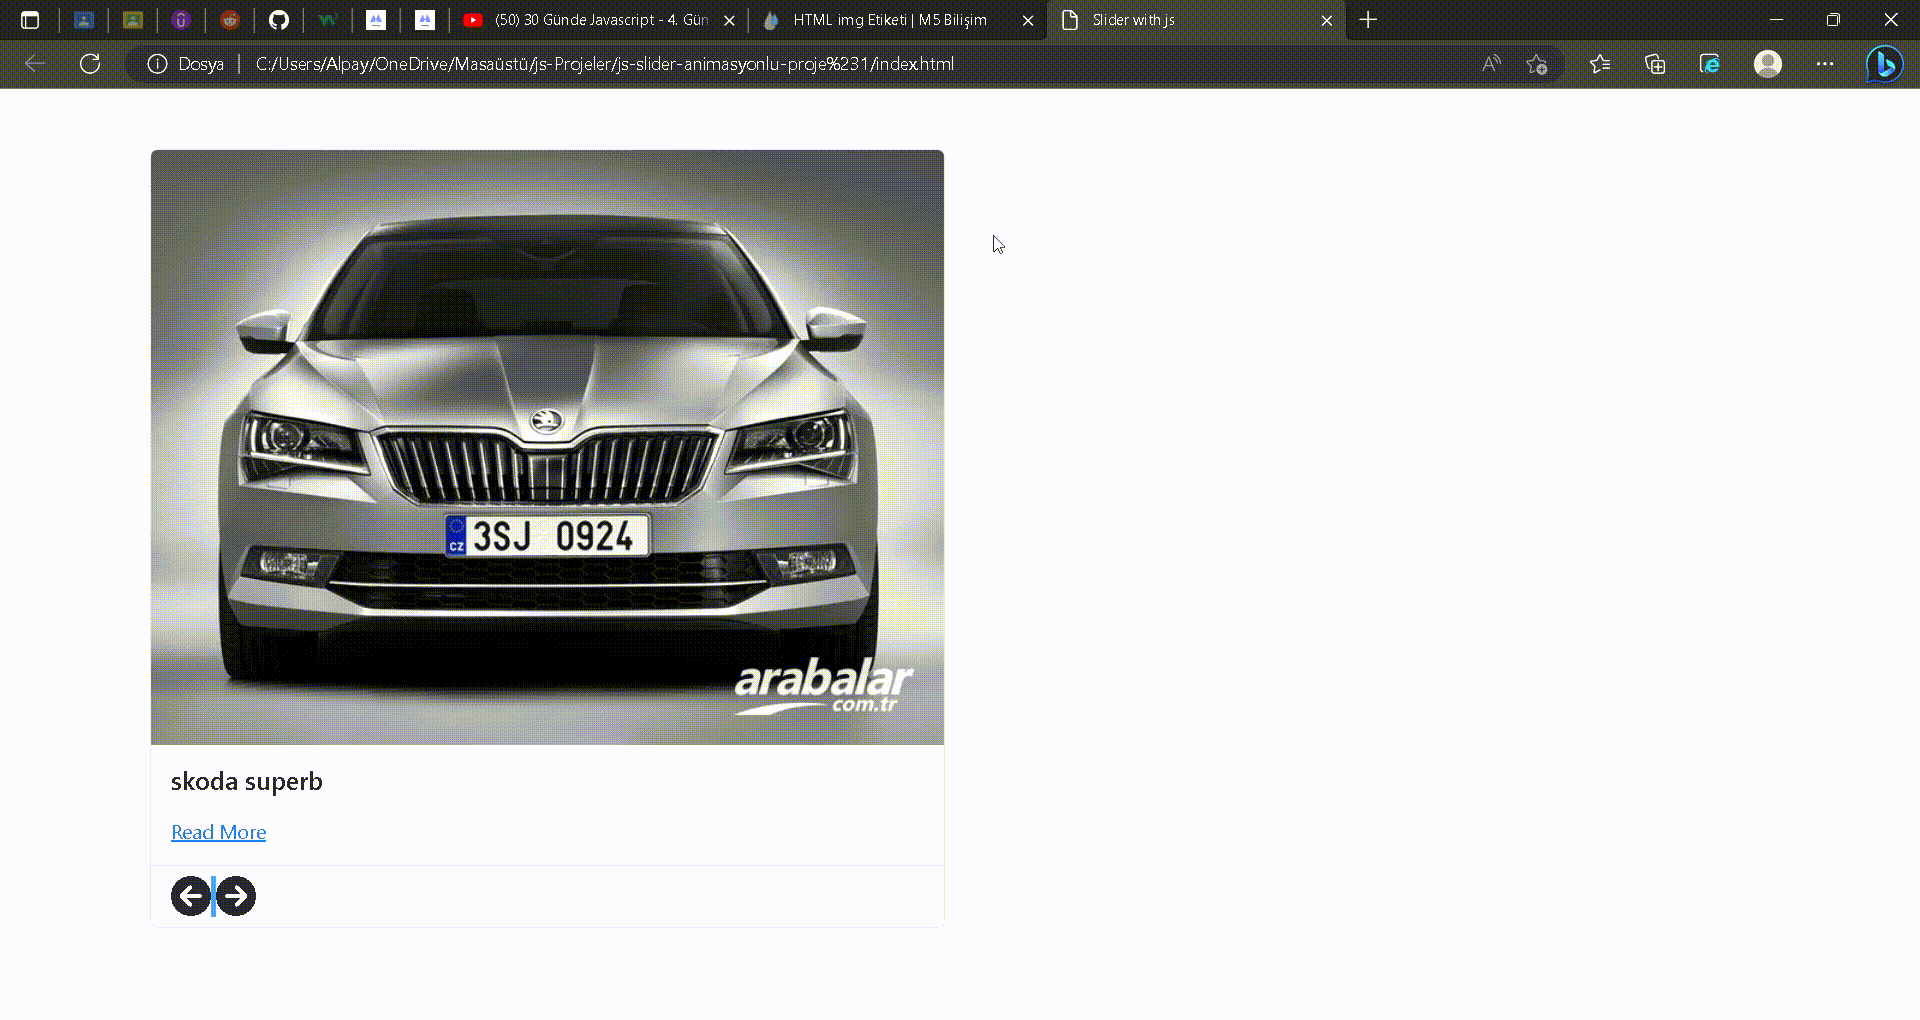 (50) 30 Günde Javascript - 4. Gün
HTML img Etiketi | M5 Bilişim
Slider with js
Dosya
C:/Users/Alpay/OneDrive/Masaüstü/js-Projeler/js-slider-animasyonlu-proje%231/index.html
CZ
3SJ 0924
arabalar
com.tr
skoda superb
Read More